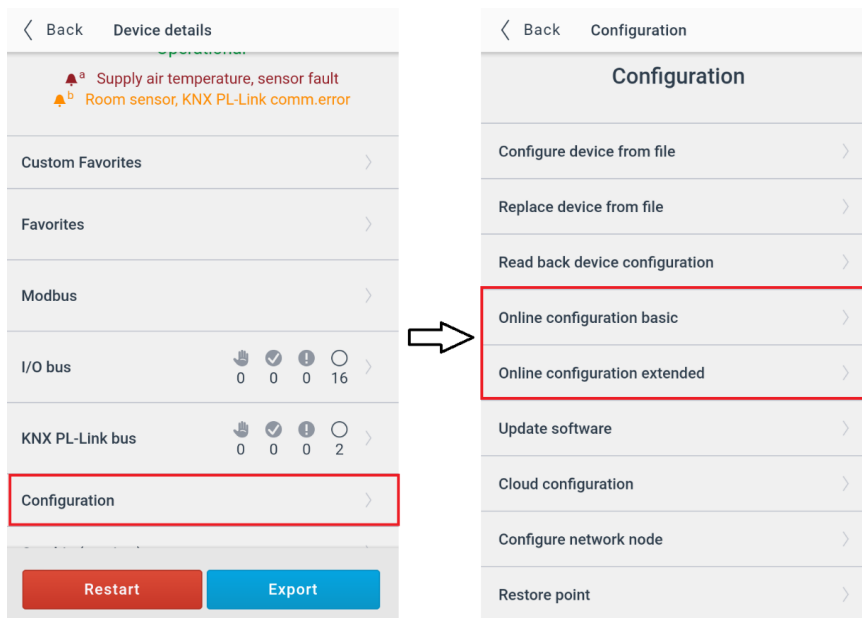 Back Device details
Operational
a Supply air temperature, sensor fault
b Room sensor, KNX PL-Link comm.error
Custom Favorites
Favorites
Modbus
I/O bus
0 0 0 16
KNX PL-Link bus
0 0 0 2
Configuration
Restart Export
Back Configuration
Configuration
Configure device from file
Replace device from file
Read back device configuration
Online configuration basic
Online configuration extended
Update software
Cloud configuration
Configure network node
Restore point